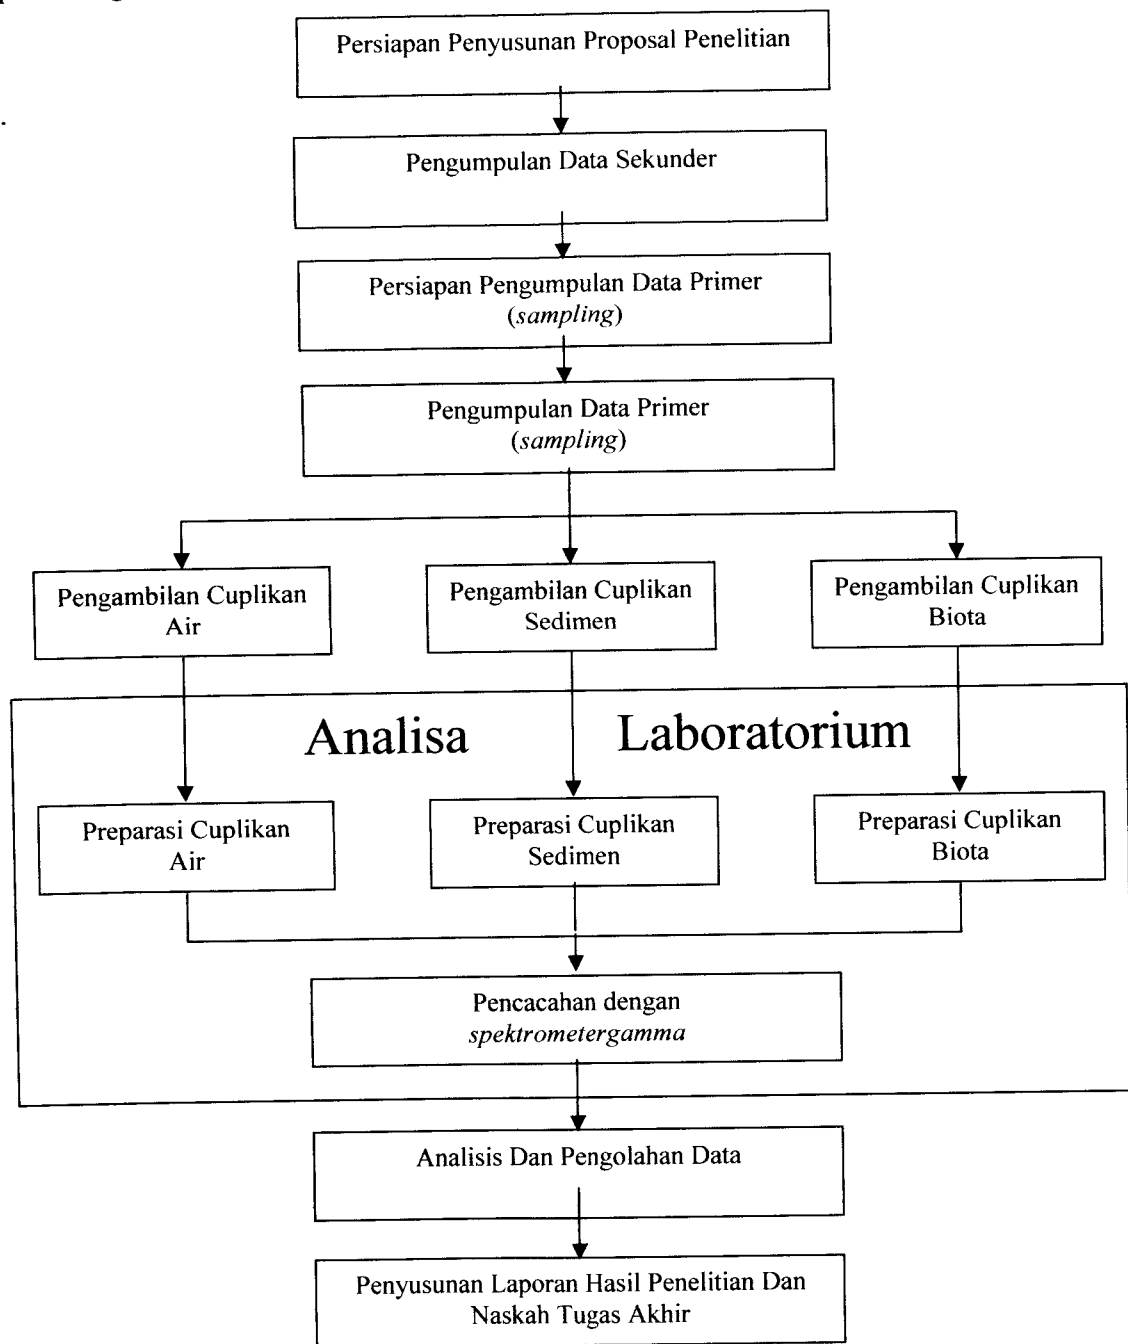 Persiapan Penyusunan Proposal Penelitian
Pengumpulan Data Sekunder
Persiapan Pengumpulan Data Primer
(sampling)
Pengumpulan Data Primer
(sampling)
Pengambilan Cuplikan
Air
Pengambilan Cuplikan
Sedimen
Pengambilan Cuplikan
Biota
Analisa Laboratorium
Preparasi Cuplikan
Air
Preparasi Cuplikan
Sedimen
Preparasi Cuplikan
Biota
Pencacahan dengan
spektrometergamma
Analisis Dan Pengolahan Data
Penyusunan Laporan Hasil Penelitian Dan
Naskah Tugas Akhir